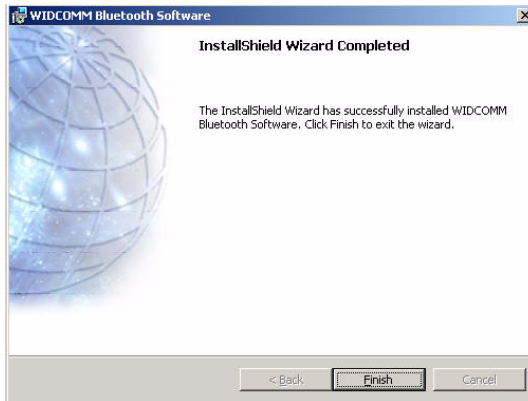 WIDCOMM Bluetooth Software
InstallShield Wizard Completed
The InstallShield Wizard has successfully installed WIDCOMM
Bluetooth Software. Click Finish to exit the wizard.
< Back Finish Cancel